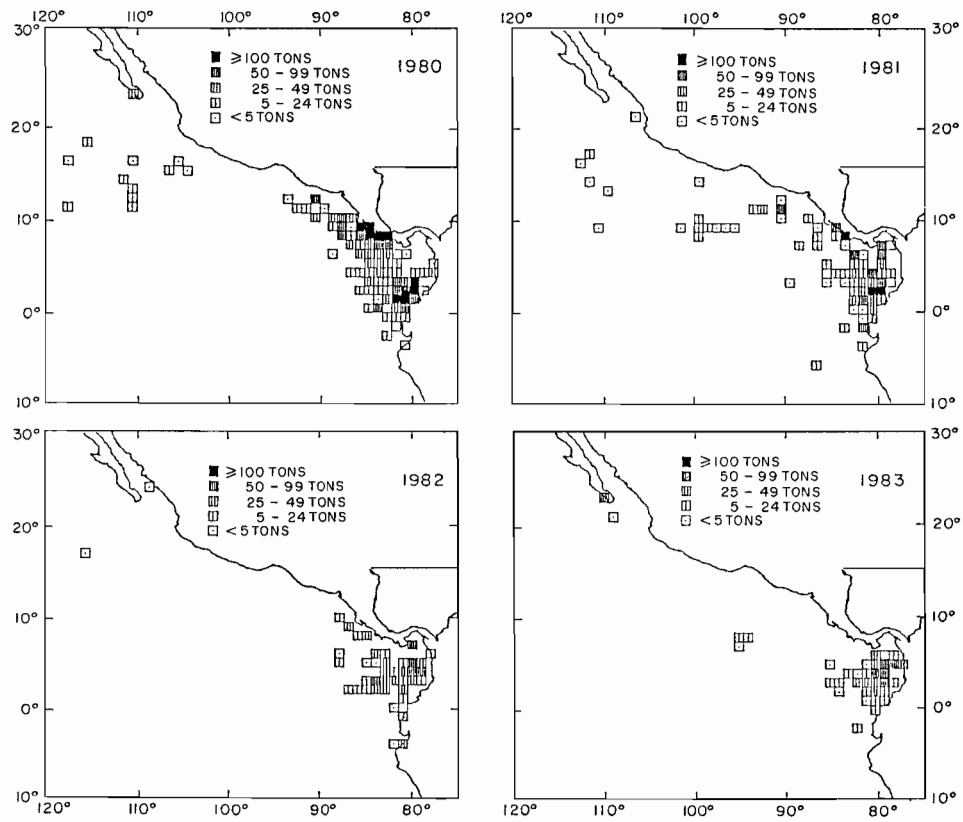 120° 110° 100° 90° 80°
110° 100° 90° 80°
30°
20°
10°
0°
10°
⩾100 TONS
50 – 99 TONS
25 – 49 TONS
5 – 24 TONS
<5 TONS
1980
⩾100 TONS
50 – 99 TONS
25 – 49 TONS
5 – 24 TONS
<5 TONS
1981
30°
20°
10°
0°
10°
30°
20°
10°
0°
10°
⩾100 TONS
50 – 99 TONS
25 – 49 TONS
5 – 24 TONS
<5 TONS
1982
⩾100 TONS
50 – 99 TONS
25 – 49 TONS
5 – 24 TONS
<5 TONS
1983
30°
20°
10°
0°
10°
120° 110° 100° 90° 80°
120° 110° 100° 90° 80°